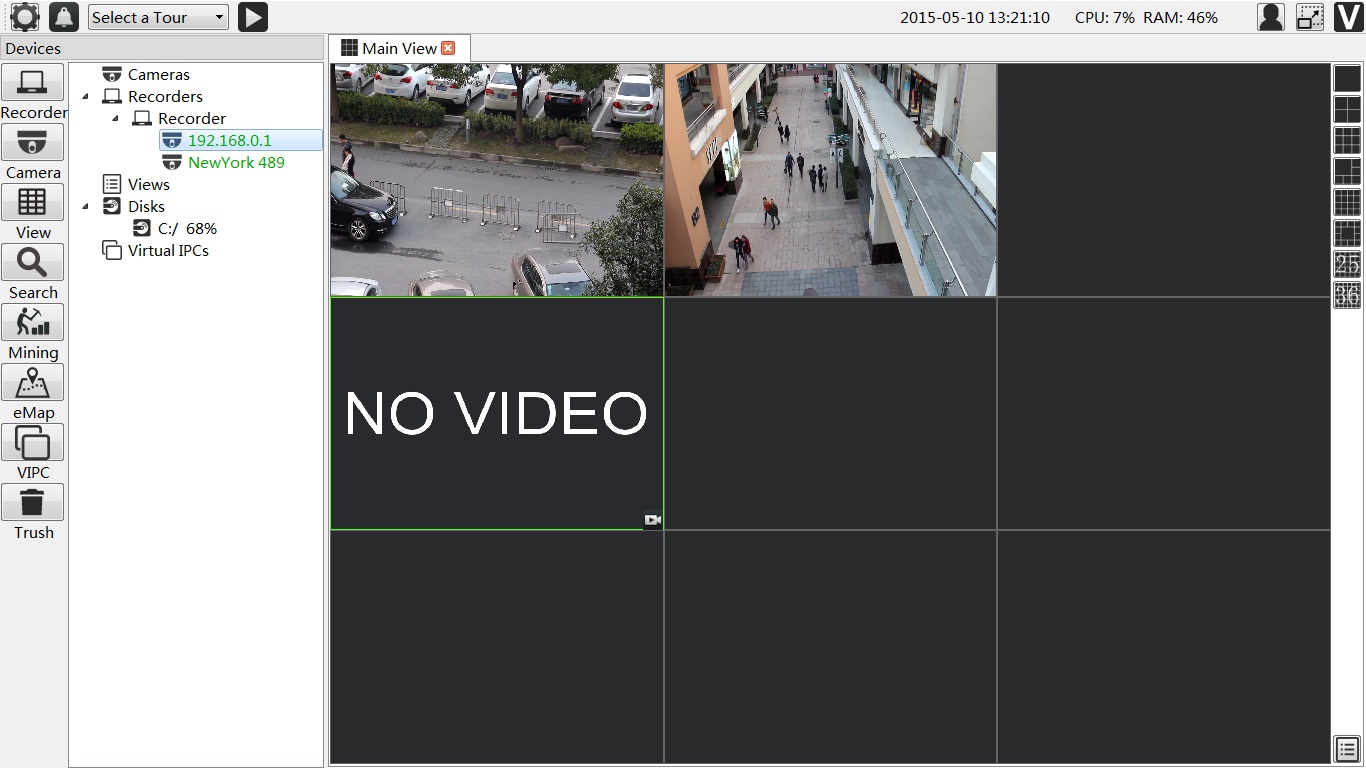 Select a Tour
2015-05-10 13:21:10 CPU: 7% RAM: 46%
V
Devices
Main View
Recorder
Camera
View
Search
Mining
eMap
VIPC
Trush
Cameras
Recorders
Recorder
192.168.0.1
NewYork 489
Views
Disks
C:/ 68%
Virtual IPCs
NO VIDEO
25
36